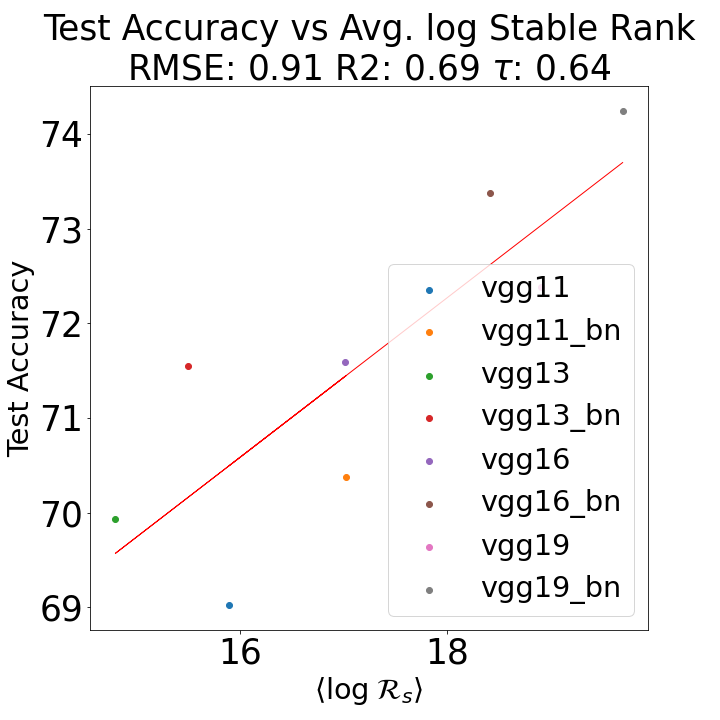 Test Accuracy vs Avg. log Stable Rank
RMSE: 0.91 R2: 0.69 τ: 0.64
74
73
72
71
70
69
Test Accuracy
vgg11
vgg11_bn
vgg13
vgg13_bn
vgg16
vgg16_bn
vgg19
vgg19_bn
16 18
⟨log ℛₛ⟩